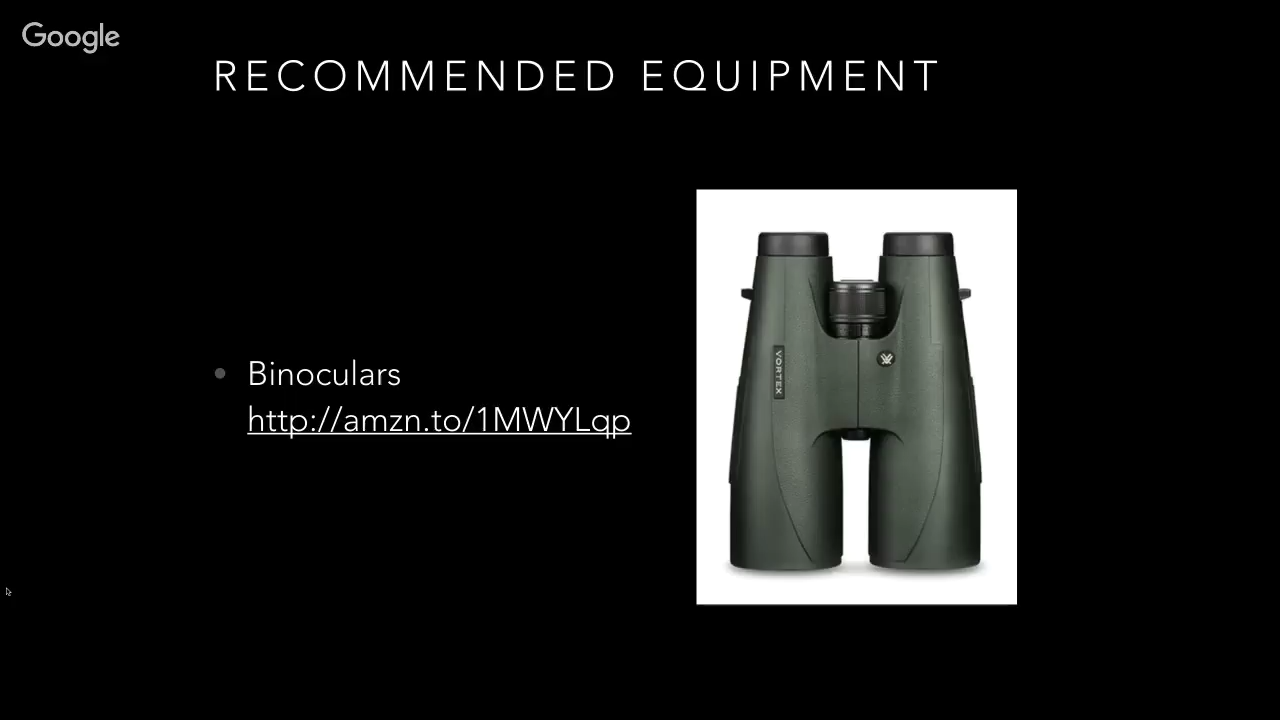 Google
RECOMMENDED EQUIPMENT
Binoculars
http://amzn.to/1MWYLqp
VORTEX